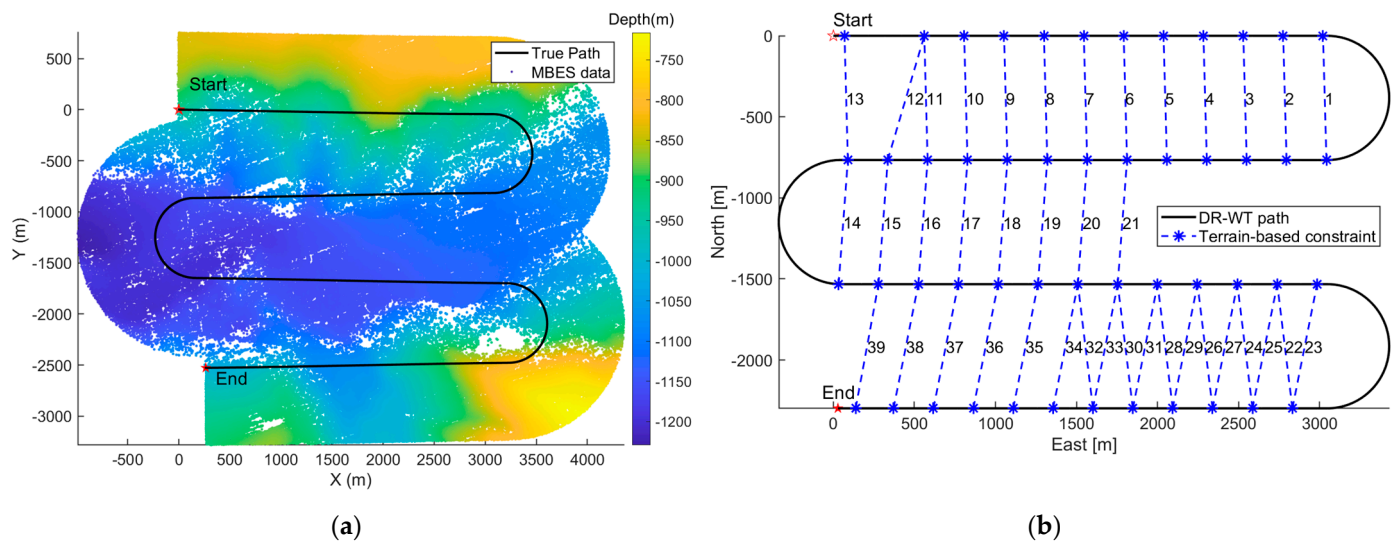 Depth(m)
True Path
MBES data
Start
End
500
0
-500
-1000
-1500
-2000
-2500
-3000
Y (m)
-500 0 500 1000 1500 2000 2500 3000 3500 4000
X (m)
-750
-800
-850
-900
-950
-1000
-1050
-1100
-1150
-1200
(a)
Start
0
-500
-1000
-1500
-2000
North [m]
13 12 11 10 9 8 7 6 5 4 3 2 1
14 15 16 17 18 19 20 21
DR-WT path
Terrain-based constraint
39 38 37 36 35 34 32 33 30 31 28 29 26 27 24 25 22 23
End
0 500 1000 1500 2000 2500 3000
East [m]
(b)